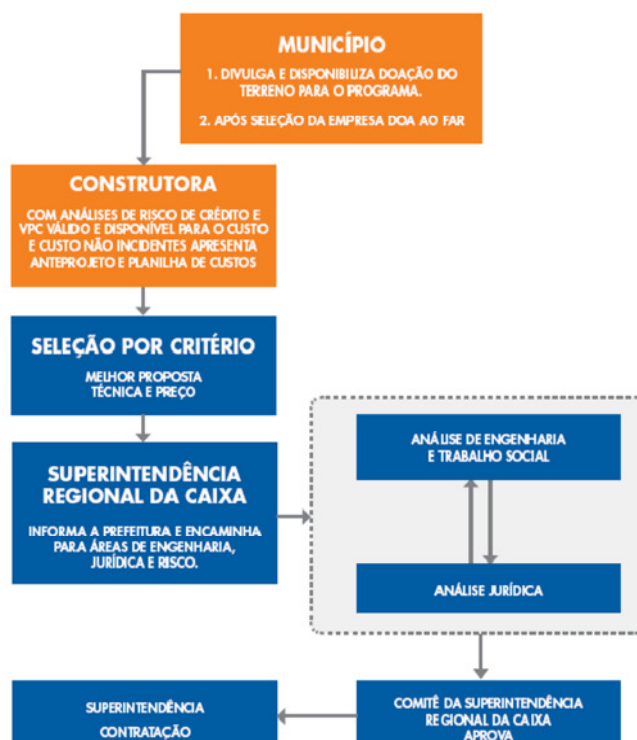 MUNICÍPIO
1. DIVULGA E DISPONIBILIZA DOAÇÃO DO
TERRENO PARA O PROGRAMA.
2. APÓS SELEÇÃO DA EMPRESA DOA AO FAR
CONSTRUTORA
COM ANÁLISES DE RISCO DE CRÉDITO E
VPC VÁLIDO E DISPONÍVEL PARA O CUSTO
E CUSTO NÃO INCIDENTES APRESENTA
ANTEPROJETO E PLANILHA DE CUSTOS
SELEÇÃO POR CRITÉRIO
MELHOR PROPOSTA
TÉCNICA E PREÇO
SUPERINTENDÊNCIA
REGIONAL DA CAIXA
INFORMA A PREFEITURA E ENCAMINHA
PARA ÁREAS DE ENGENHARIA,
JURÍDICA E RISCO.
ANÁLISE DE ENGENHARIA
E TRABALHO SOCIAL
ANÁLISE JURÍDICA
COMITÊ DA SUPERINTENDÊNCIA
REGIONAL DA CAIXA
APROVA
SUPERINTENDÊNCIA
CONTRATAÇÃO